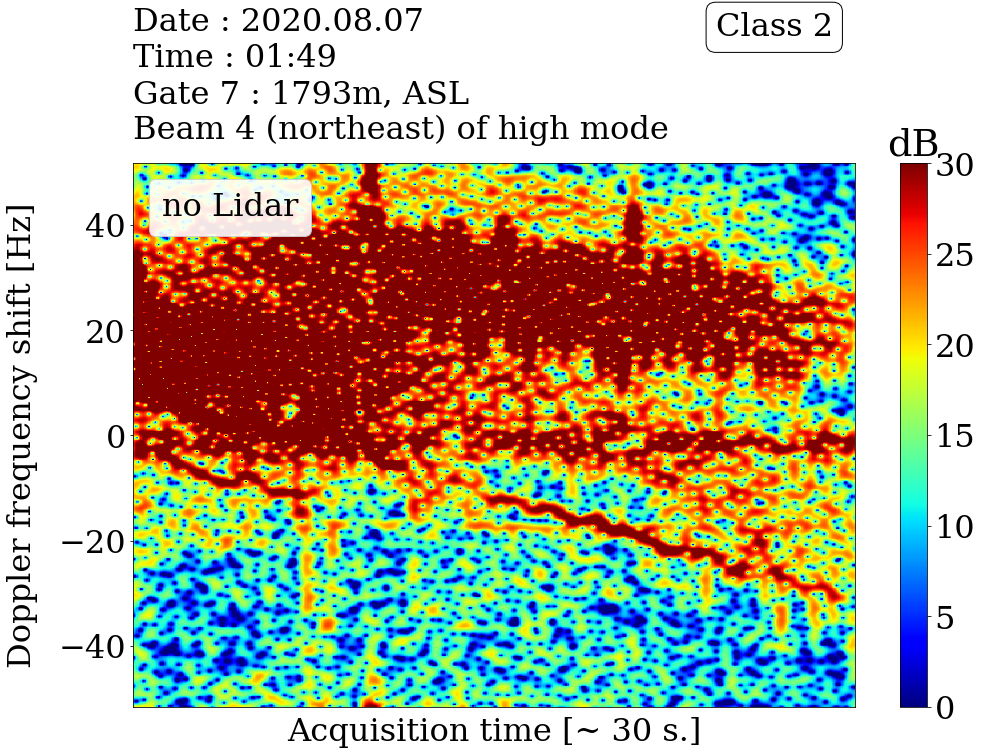 Date : 2020.08.07
Time : 01:49
Gate 7 : 1793m, ASL
Beam 4 (northeast) of high mode
Class 2
dB
no Lidar
Doppler frequency shift [Hz]
40
20
0
−20
−40
30
25
20
15
10
5
0
Acquisition time [~ 30 s.]